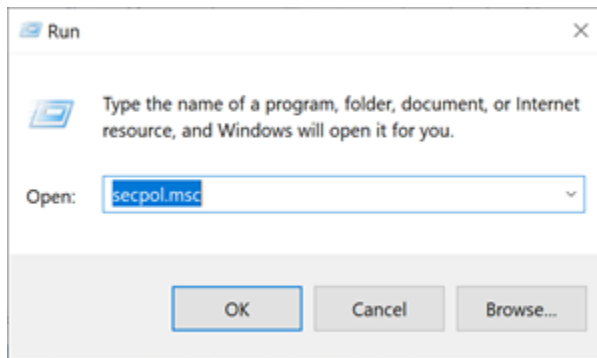 Run
Type the name of a program, folder, document, or Internet
resource, and Windows will open it for you.
Open: secpol.msc
OK Cancel Browse...